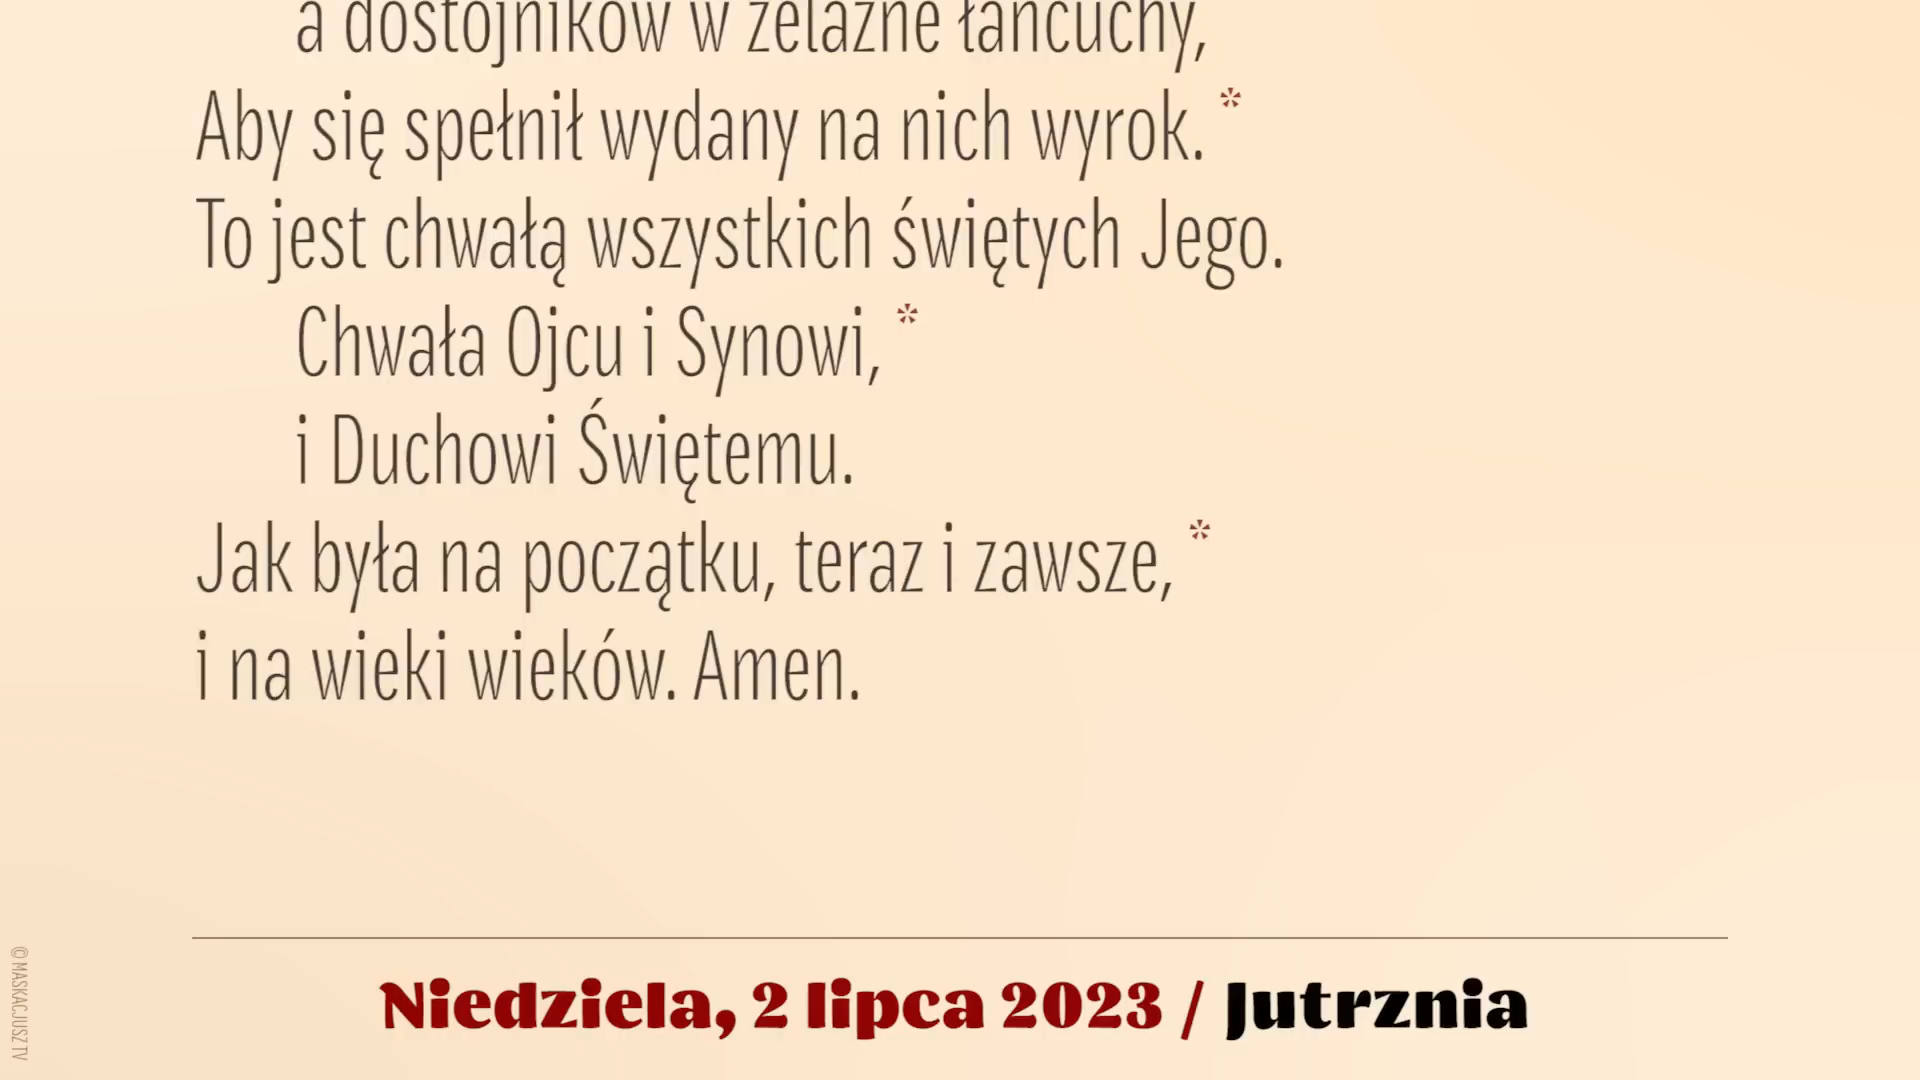 a dostojników w żelazne łańcuchy,
Aby się spełnił wydany na nich wyrok. *
To jest chwałą wszystkich świętych Jego.
Chwała Ojcu i Synowi, *
i Duchowi Świętemu.
Jak była na początku, teraz i zawsze, *
i na wieki wieków. Amen.
Niedziela, 2 lipca 2023 / Jutrznia
© MASKACJUSZ TV